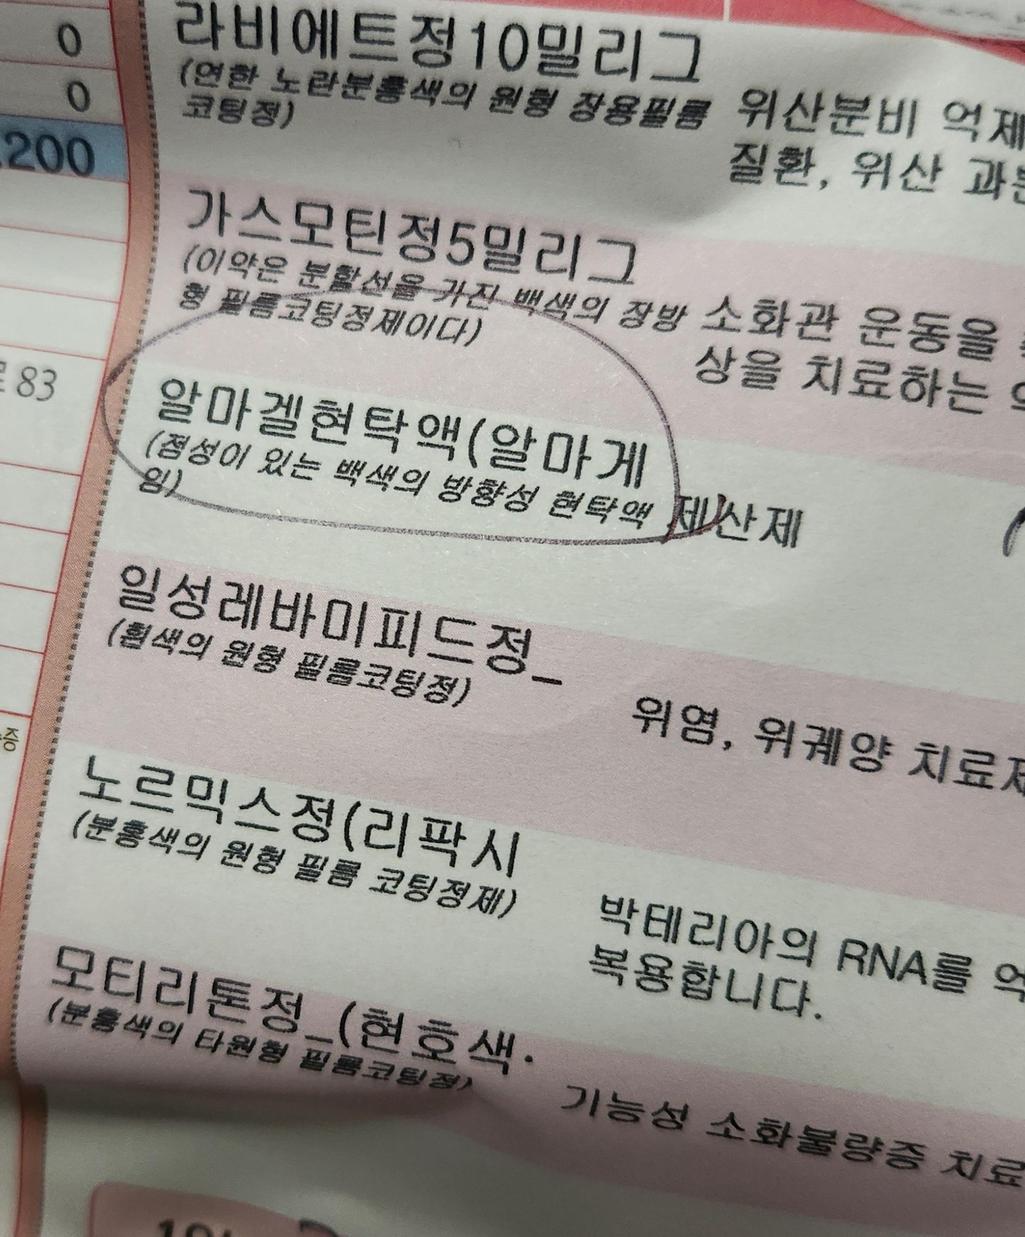 0
라비에트정10밀리그
(연한 노란분홍색의 원형 장용필름
코팅정)
위산분비 억제
질환, 위산 과
0
200
가스모틴정5밀리그
(이약은 분할선을 가진 백색의 장방
형 필름코팅정제이다)
소화관 운동을
상을 치료하는
83
알마겔현탁액(알마게
(점성이 있는 백색의 방향성 현탁액
임)
제산제
일성레바미피드정_
(흰색의 원형 필름코팅정)
위염, 위궤양 치료제
노르믹스정(리팍시
(분홍색의 원형 필름 코팅정제)
박테리아의 RNA를 억
복용합니다.
모티리톤정_(현호색·
(분홍색의 타원형 필름코팅정)
기능성 소화불량증 치료